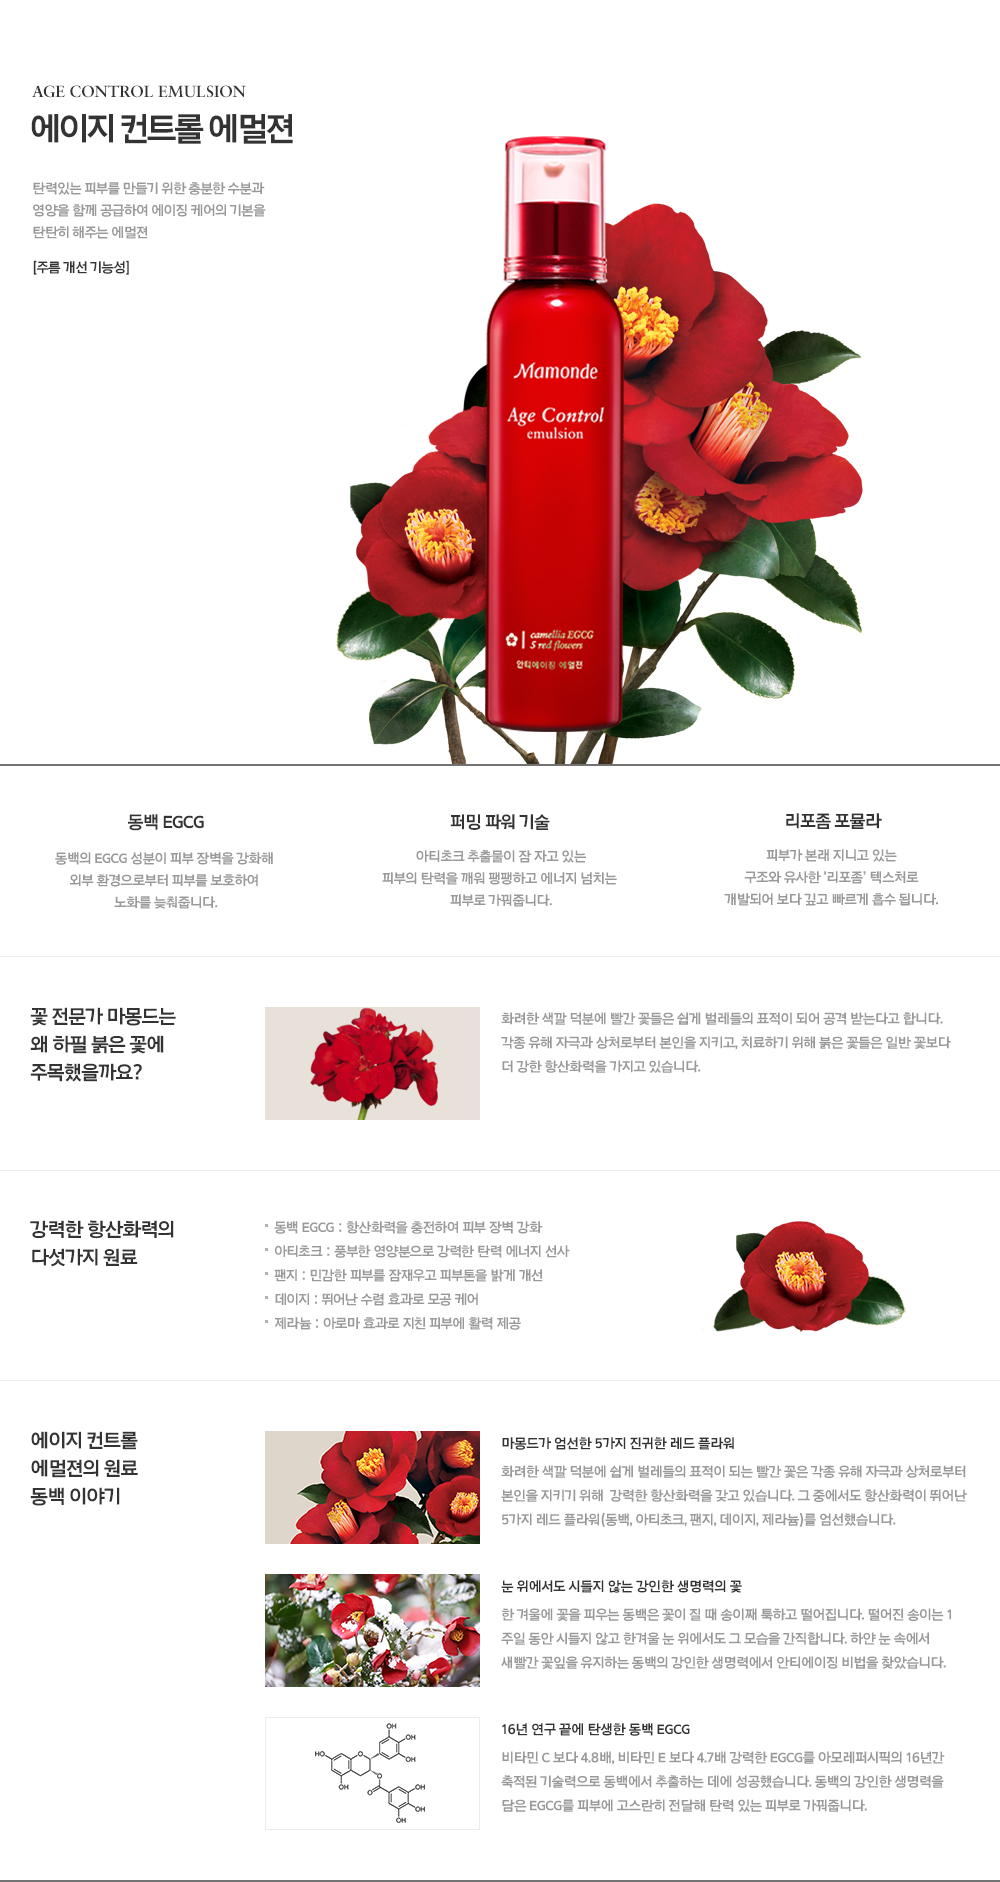 AGE CONTROL EMULSION
에이지 컨트롤 에멀젼
탄력있는 피부를 만들기 위한 충분한 수분과
영양을 함께 공급하여 에이징 케어의 기본을
탄탄히 해주는 에멀젼
[주름 개선 기능성]
Mamonde
Age Control
emulsion
camellia EGCG
5 red flowers
안티에이징 에멀전
동백 EGCG
동백의 EGCG 성분이 피부 장벽을 강화해
외부 환경으로부터 피부를 보호하여
노화를 늦춰줍니다.
퍼밍 파워 기술
아티초크 추출물이 잠 자고 있는
피부의 탄력을 깨워 팽팽하고 에너지 넘치는
피부로 가꿔줍니다.
리포좀 포뮬라
피부가 본래 지니고 있는
구조와 유사한 '리포좀' 텍스처로
개발되어 보다 깊고 빠르게 흡수 됩니다.
꽃 전문가 마몽드는
왜 하필 붉은 꽃에
주목했을까요?
화려한 색깔 덕분에 빨간 꽃들은 쉽게 벌레들의 표적이 되어 공격 받는다고 합니다.
각종 유해 자극과 상처로부터 본인을 지키고, 치료하기 위해 붉은 꽃들은 일반 꽃보다
더 강한 항산화력을 가지고 있습니다.
강력한 항산화력의
다섯가지 원료
동백 EGCG : 항산화력을 충전하여 피부 장벽 강화
아티초크 : 풍부한 영양분으로 강력한 탄력 에너지 선사
팬지 : 민감한 피부를 잠재우고 피부톤을 밝게 개선
데이지 : 뛰어난 수렴 효과로 모공 케어
제라늄 : 아로마 효과로 지친 피부에 활력 제공
에이지 컨트롤
에멀젼의 원료
동백 이야기
마몽드가 엄선한 5가지 진귀한 레드 플라워
화려한 색깔 덕분에 쉽게 벌레들의 표적이 되는 빨간 꽃은 각종 유해 자극과 상처로부터
본인을 지키기 위해 강력한 항산화력을 갖고 있습니다. 그 중에서도 항산화력이 뛰어난
5가지 레드 플라워(동백, 아티초크, 팬지, 데이지, 제라늄)를 엄선했습니다.
눈 위에서도 시들지 않는 강인한 생명력의 꽃
한 겨울에 꽃을 피우는 동백은 꽃이 질 때 송이째 툭하고 떨어집니다. 떨어진 송이는 1
주일 동안 시들지 않고 한겨울 눈 위에서도 그 모습을 간직합니다. 하얀 눈 속에서
새빨간 꽃잎을 유지하는 동백의 강인한 생명력에서 안티에이징 비법을 찾았습니다.
OH
OH
HO
O
OH
OH
O
O
OH
OH
OH
16년 연구 끝에 탄생한 동백 EGCG
비타민 C 보다 4.8배, 비타민 E 보다 4.7배 강력한 EGCG를 아모레퍼시픽의 16년간
축적된 기술력으로 동백에서 추출하는 데에 성공했습니다. 동백의 강인한 생명력을
담은 EGCG를 피부에 고스란히 전달해 탄력 있는 피부로 가꿔줍니다.